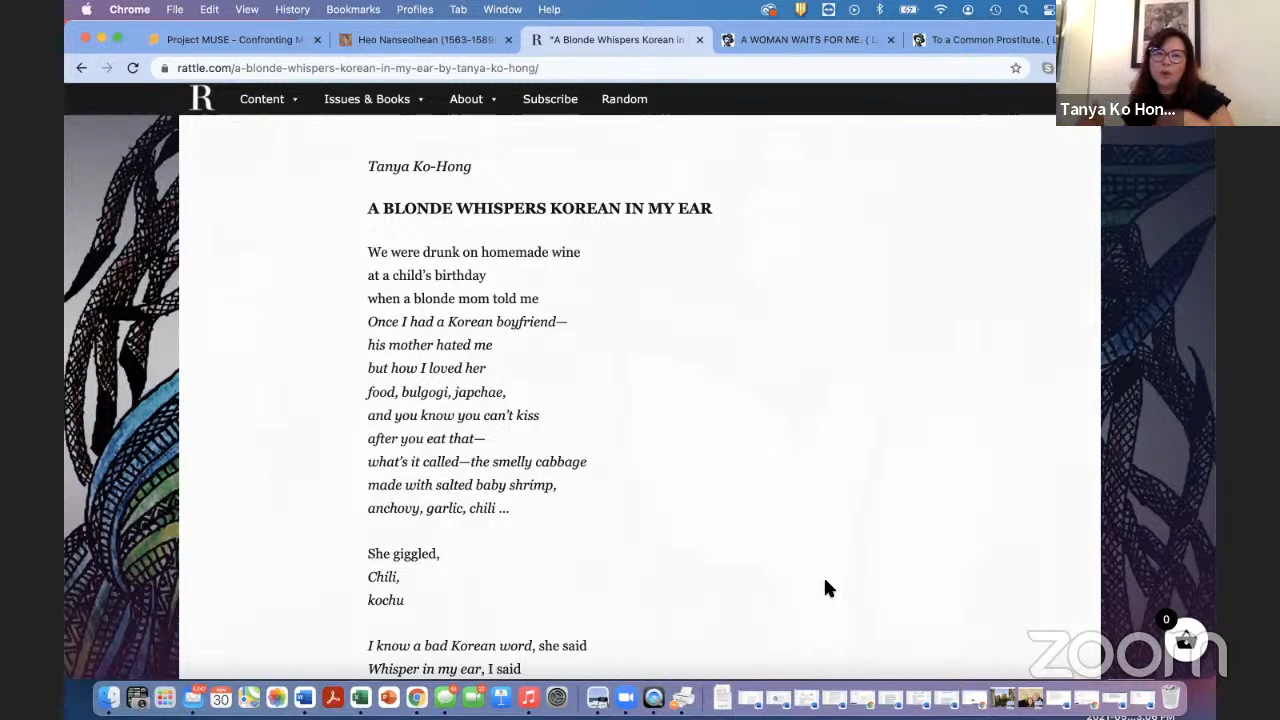 Chrome File Edit View History Bookmarks Profiles Tab Window Help
Project MUSE - Confronting M
Heo Nanseolhean (1563-1589
"A Blonde Whispers Korean in
A WOMAN WAITS FOR ME. ( L
To a Common Prostitute. ( L
rattle.com/a-blonde-whispers-korean-in-my-ear-by-tanya-ko-hong/
Tanya Ko Hon...
R Content Issues & Books About Subscribe Random
Tanya Ko-Hong
A BLONDE WHISPERS KOREAN IN MY EAR
We were drunk on homemade wine
at a child's birthday
when a blonde mom told me
Once I had a Korean boyfriend—
his mother hated me
but how I loved her
food, bulgogi, japchae,
and you know you can't kiss
after you eat that—
what's it called—the smelly cabbage
made with salted baby shrimp,
anchovy, garlic, chili ...
She giggled,
Chili,
kochu
I know a bad Korean word, she said
Whisper in my ear, I said
0
zoom
30